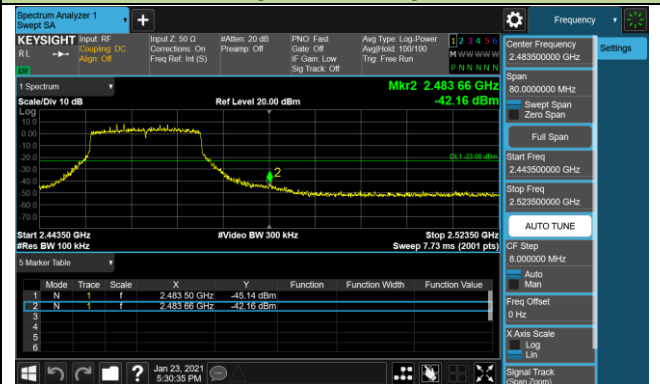 Spectrum Analyzer 1
Swept SA
Frequency
KEYSIGHT
RL
Input: RF
Coupling: DC
Align: Off
Input Z: 50 Ω
Corrections: On
Freq Ref: Int (S)
#Atten: 20 dB
Preamp: Off
PNO: Fast
Gate: Off
IF Gain: Low
Sig Track: Off
Avg Type: Log-Power
Avg|Hold: 100/100
Trig: Free Run
1 2 3 4 5 6
M W W W W W
P N N N N N
LXI
1 Spectrum
Scale/Div 10 dB
Ref Level 20.00 dBm
Mkr2 2.483 66 GHz
-42.16 dBm
Log
10.0
0.00
-10.0
-20.0
-30.0
-40.0
-50.0
-60.0
-70.0
DL1 -23.06 dBm
2
Start 2.44350 GHz
#Res BW 100 kHz
#Video BW 300 kHz
Stop 2.52350 GHz
Sweep 7.73 ms (2001 pts)
5 Marker Table
Mode Trace Scale X Y Function Function Width Function Value
1 N 1 f 2.483 50 GHz -45.14 dBm
2 N 1 f 2.483 66 GHz -42.16 dBm
3
4
5
6
Jan 23, 2021
5:30:35 PM
Center Frequency
2.483500000 GHz
Settings
Span
80.0000000 MHz
Swept Span
Zero Span
Full Span
Start Freq
2.443500000 GHz
Stop Freq
2.523500000 GHz
AUTO TUNE
CF Step
8.000000 MHz
Auto
Man
Freq Offset
0 Hz
X Axis Scale
Log
Lin
Signal Track
(Span Zoom)